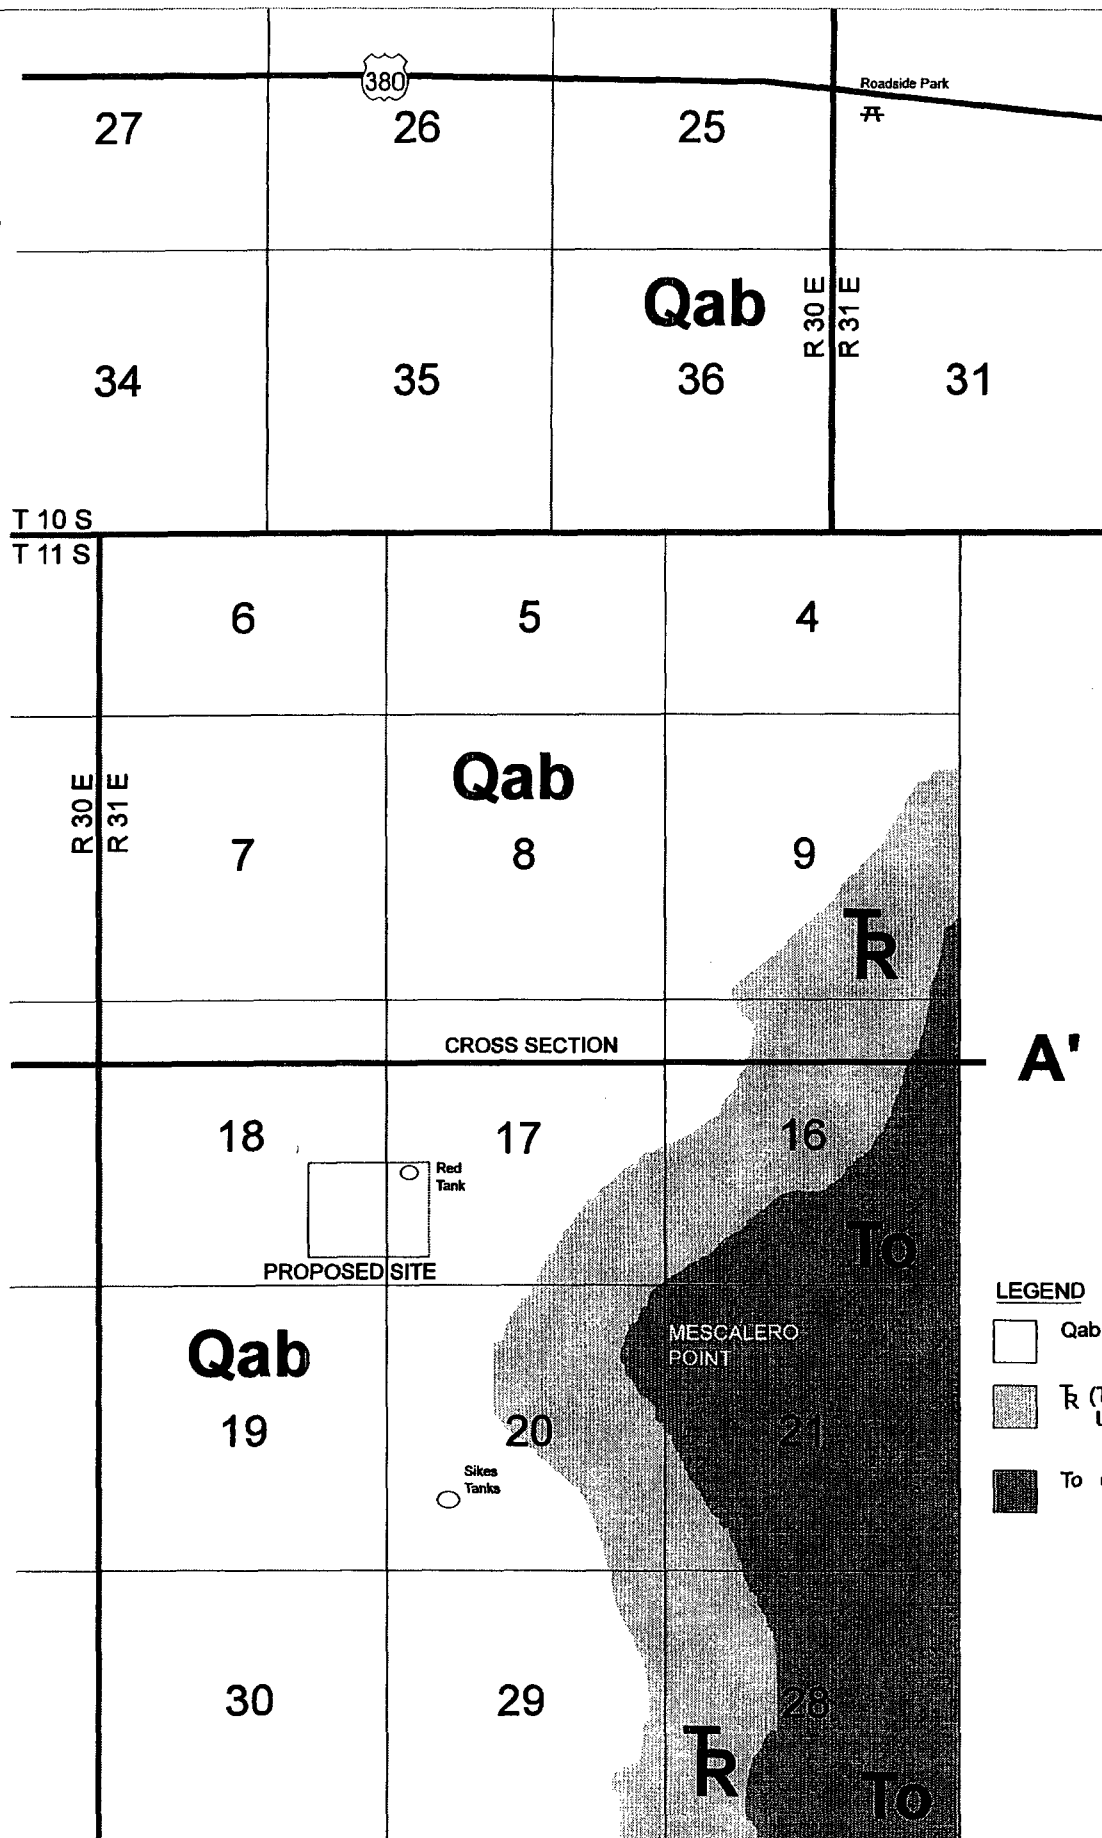 380
Roadside Park
27 26 25
Qab
R 30 E
R 31 E
34 35 36 31
T 10 S
T 11 S
6 5 4
Qab
R 30 E
R 31 E
7 8 9
TR
CROSS SECTION
A'
18 17 16
Red
Tank
To
PROPOSED SITE
LEGEND
Qab
MESCALERO
POINT
Qab
TR (T
19 20 21
Sikes
Tanks
To
30 29 28
TR
To